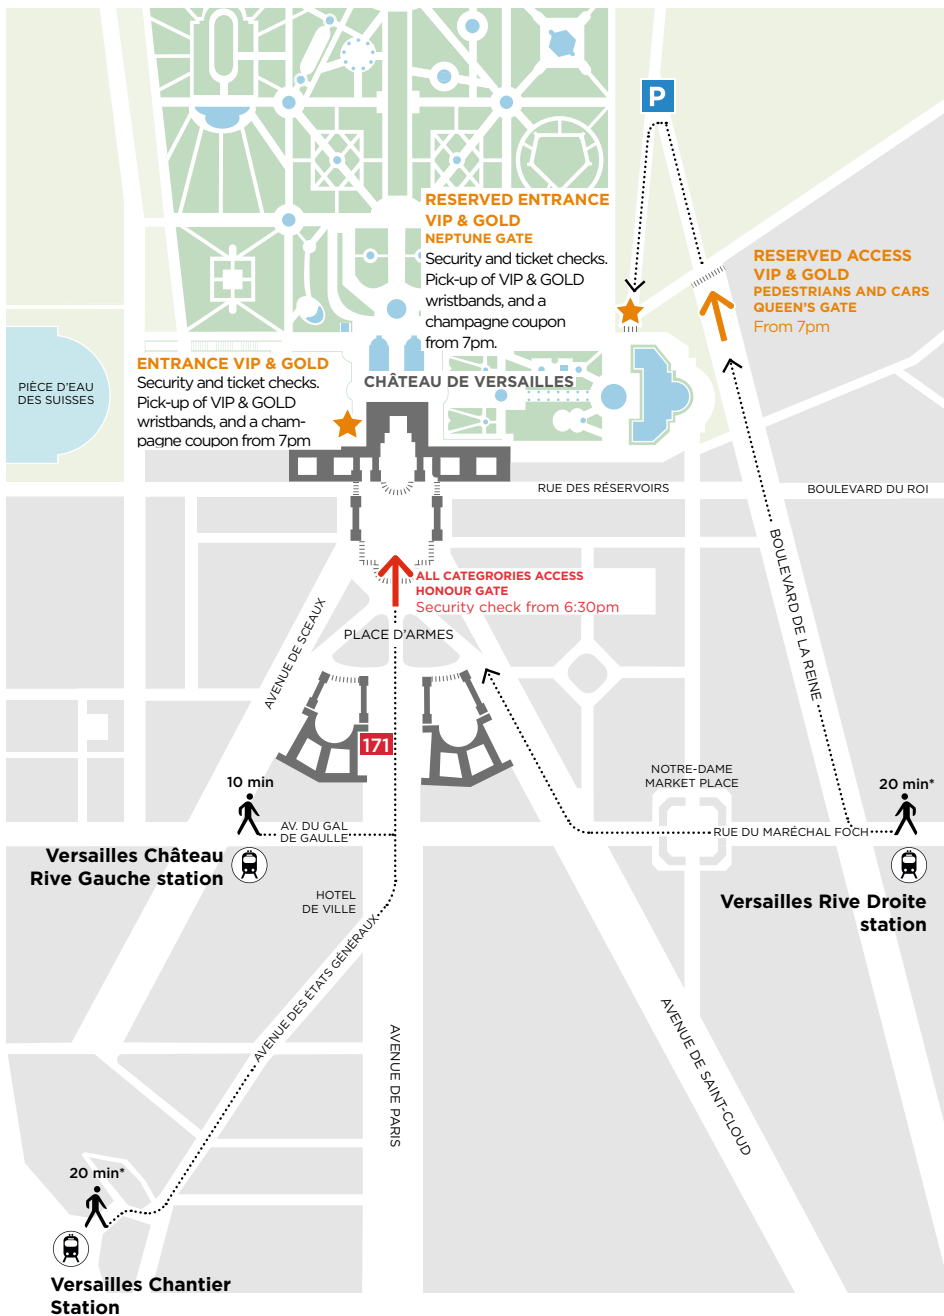 P
RESERVED ENTRANCE
VIP & GOLD
NEPTUNE GATE
Security and ticket checks.
Pick-up of VIP & GOLD
wristbands, and a
champagne coupon
from 7pm.
RESERVED ACCESS
VIP & GOLD
PEDESTRIANS AND CARS
QUEEN'S GATE
From 7pm
ENTRANCE VIP & GOLD
Security and ticket checks.
Pick-up of VIP & GOLD
wristbands, and a cham-
pagne coupon from 7pm
PIÈCE D'EAU
DES SUISSES
CHÂTEAU DE VERSAILLES
RUE DES RÉSERVOIRS
BOULEVARD DU ROI
BOULEVARD DE LA REINE
ALL CATEGRORIES ACCESS
HONOUR GATE
Security check from 6:30pm
PLACE D'ARMES
AVENUE DE SCEAUX
171
10 min
AV. DU GAL
DE GAULLE
Versailles Château
Rive Gauche station
NOTRE-DAME
MARKET PLACE
20 min*
RUE DU MARÉCHAL FOCH
Versailles Rive Droite
station
HOTEL
DE VILLE
AVENUE DES ÉTATS GÉNÉRAUX
AVENUE DE PARIS
AVENUE DE SAINT-CLOUD
20 min*
Versailles Chantier
Station